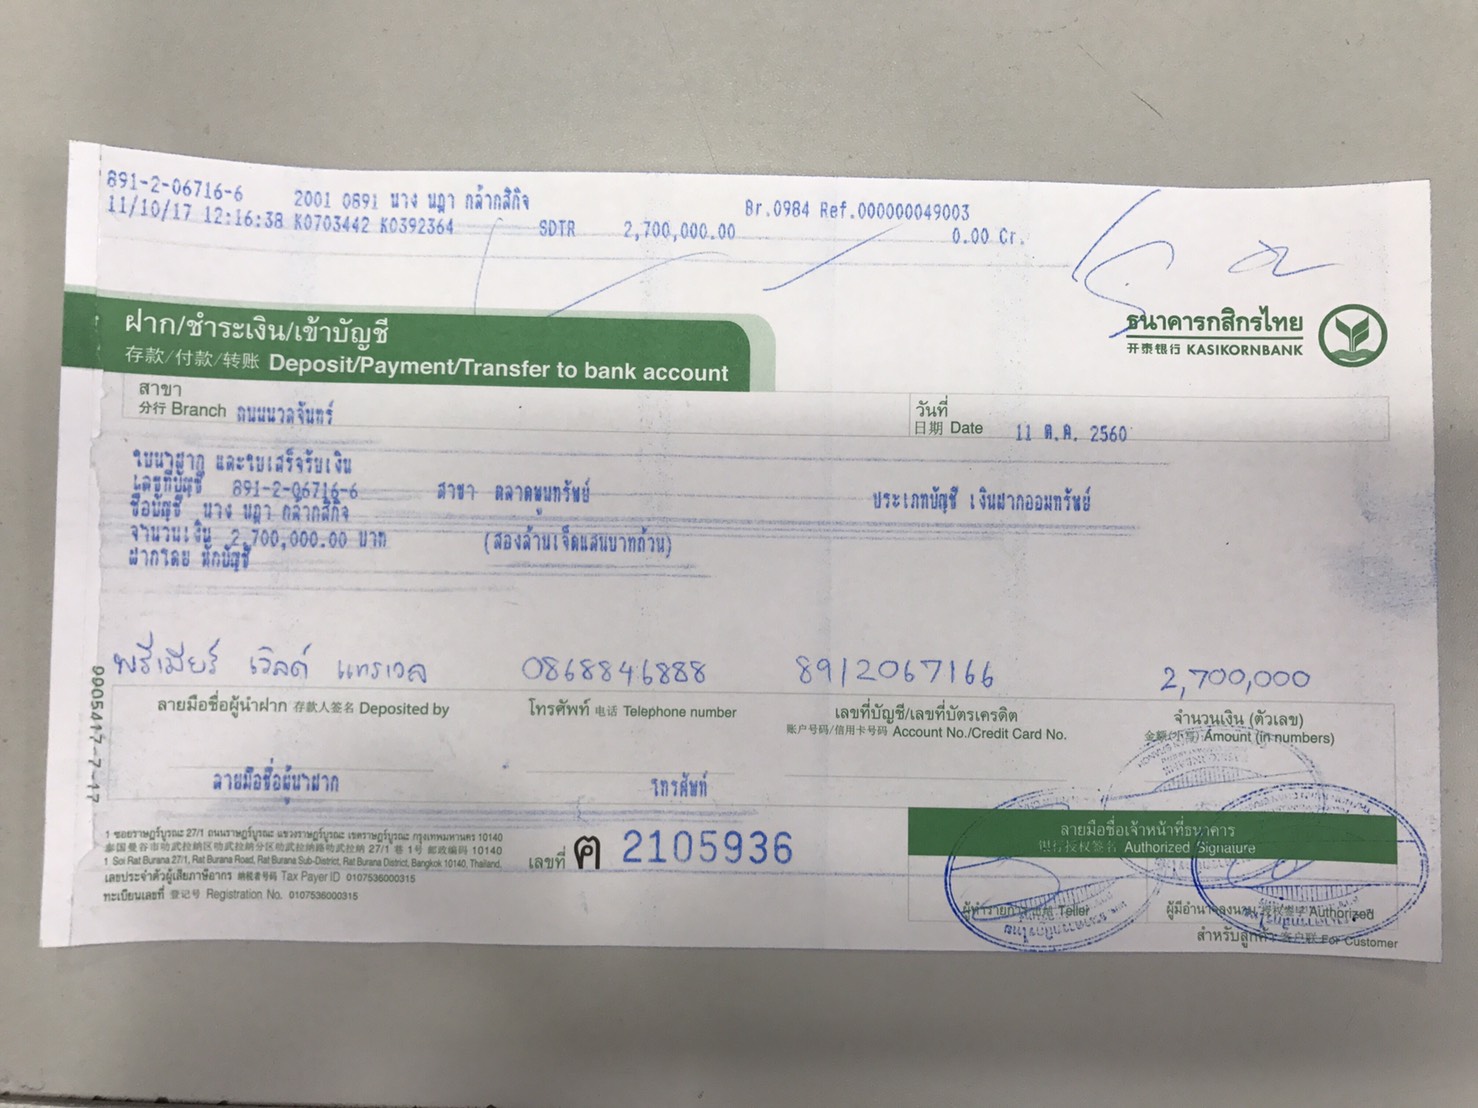 891-2-06716-6 2001 0891 นาง นฎา กล้ากสิกิจ Br.0984 Ref.000000049003
11/10/17 12:16:38 K0703442 K0392364 SDTR 2,700,000.00 0.00 Cr.
ฝาก/ชำระเงิน/เข้าบัญชี
存款/付款/转账 Deposit/Payment/Transfer to bank account
ธนาคารกสิกรไทย
开泰银行 KASIKORNBANK
สาขา
分行 Branch ถนนนวลจันทร์
วันที่
日期 Date 11 ต.ค. 2560
ใบนำฝาก และใบเสร็จรับเงิน
เลขที่บัญชี 891-2-06716-6 สาขา ตลาดพูนทรัพย์ ประเภทบัญชี เงินฝากออมทรัพย์
ชื่อบัญชี นาง นฎา กล้ากสิกิจ
จำนวนเงิน 2,700,000.00 บาท (สองล้านเจ็ดแสนบาทถ้วน)
ฝากโดย หักบัญชี
พรีเมียร์ เวิลด์ แทรเวล 0868846888 8912067166 2,700,000
ลายมือชื่อผู้นำฝาก 存款人签名 Deposited by
โทรศัพท์ 电话 Telephone number
เลขที่บัญชี/เลขที่บัตรเครดิต
账户号码/信用卡号码 Account No./Credit Card No.
จำนวนเงิน (ตัวเลข)
金额(小写) Amount (in numbers)
ลายมือชื่อผู้นำฝาก โทรศัพท์
1 ซอยราษฎร์บูรณะ 27/1 ถนนราษฎร์บูรณะ แขวงราษฎร์บูรณะ เขตราษฎร์บูรณะ กรุงเทพมหานคร 10140
泰国曼谷市叻武拉纳区叻武拉纳分区叻武拉纳路叻武拉纳 27/1 巷 1 号 邮政编码 10140
1 Soi Rat Burana 27/1, Rat Burana Road, Rat Burana Sub-District, Rat Burana District, Bangkok 10140, Thailand.
เลขประจำตัวผู้เสียภาษีอากร 纳税者号码 Tax Payer ID 0107536000315
ทะเบียนเลขที่ 登记号 Registration No. 0107536000315
เลขที่ ฅ 2105936
ลายมือชื่อเจ้าหน้าที่ธนาคาร
银行授权签名 Authorized Signature
ผู้ทำรายการ Teller
ผู้มีอำนาจลงนาม Authorized
สำหรับลูกค้า 客户联 For Customer